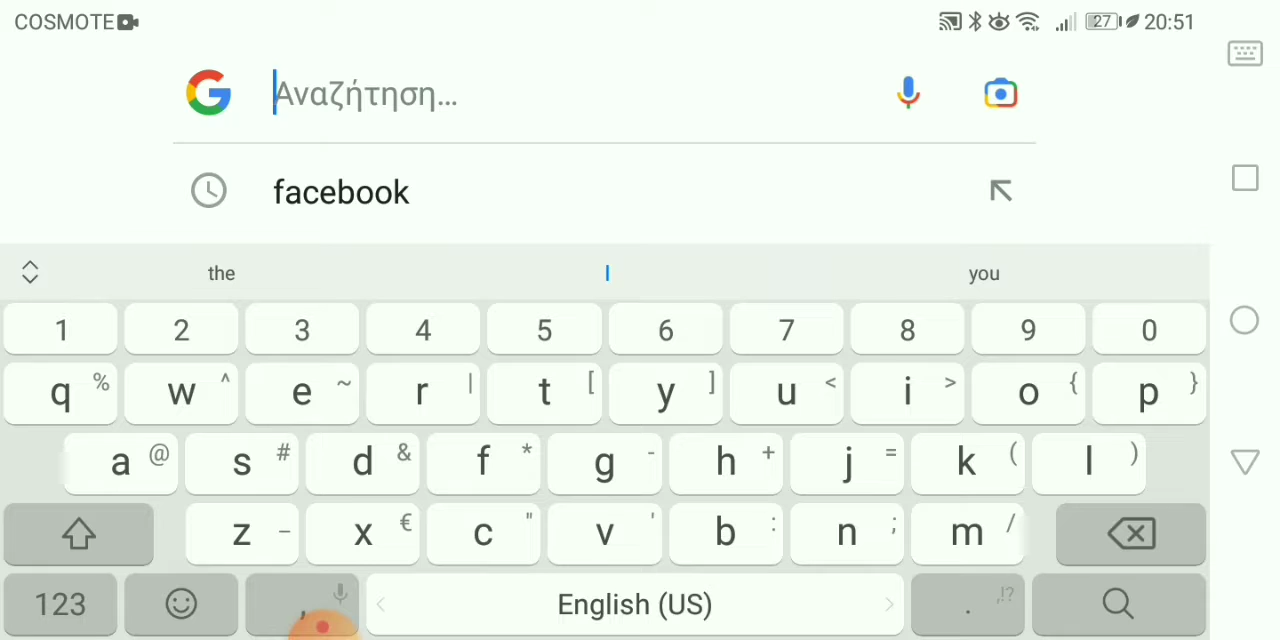 COSMOTE 27 20:51
Αναζήτηση...
facebook
the I you
1 2 3 4 5 6 7 8 9 0
q % w ^ e ~ r | t [ y ] u < i > o { p }
a @ s # d & f * g - h + j = k ( l )
z _ x € c " v ' b : n ; m /
123 , English (US) . ,!?